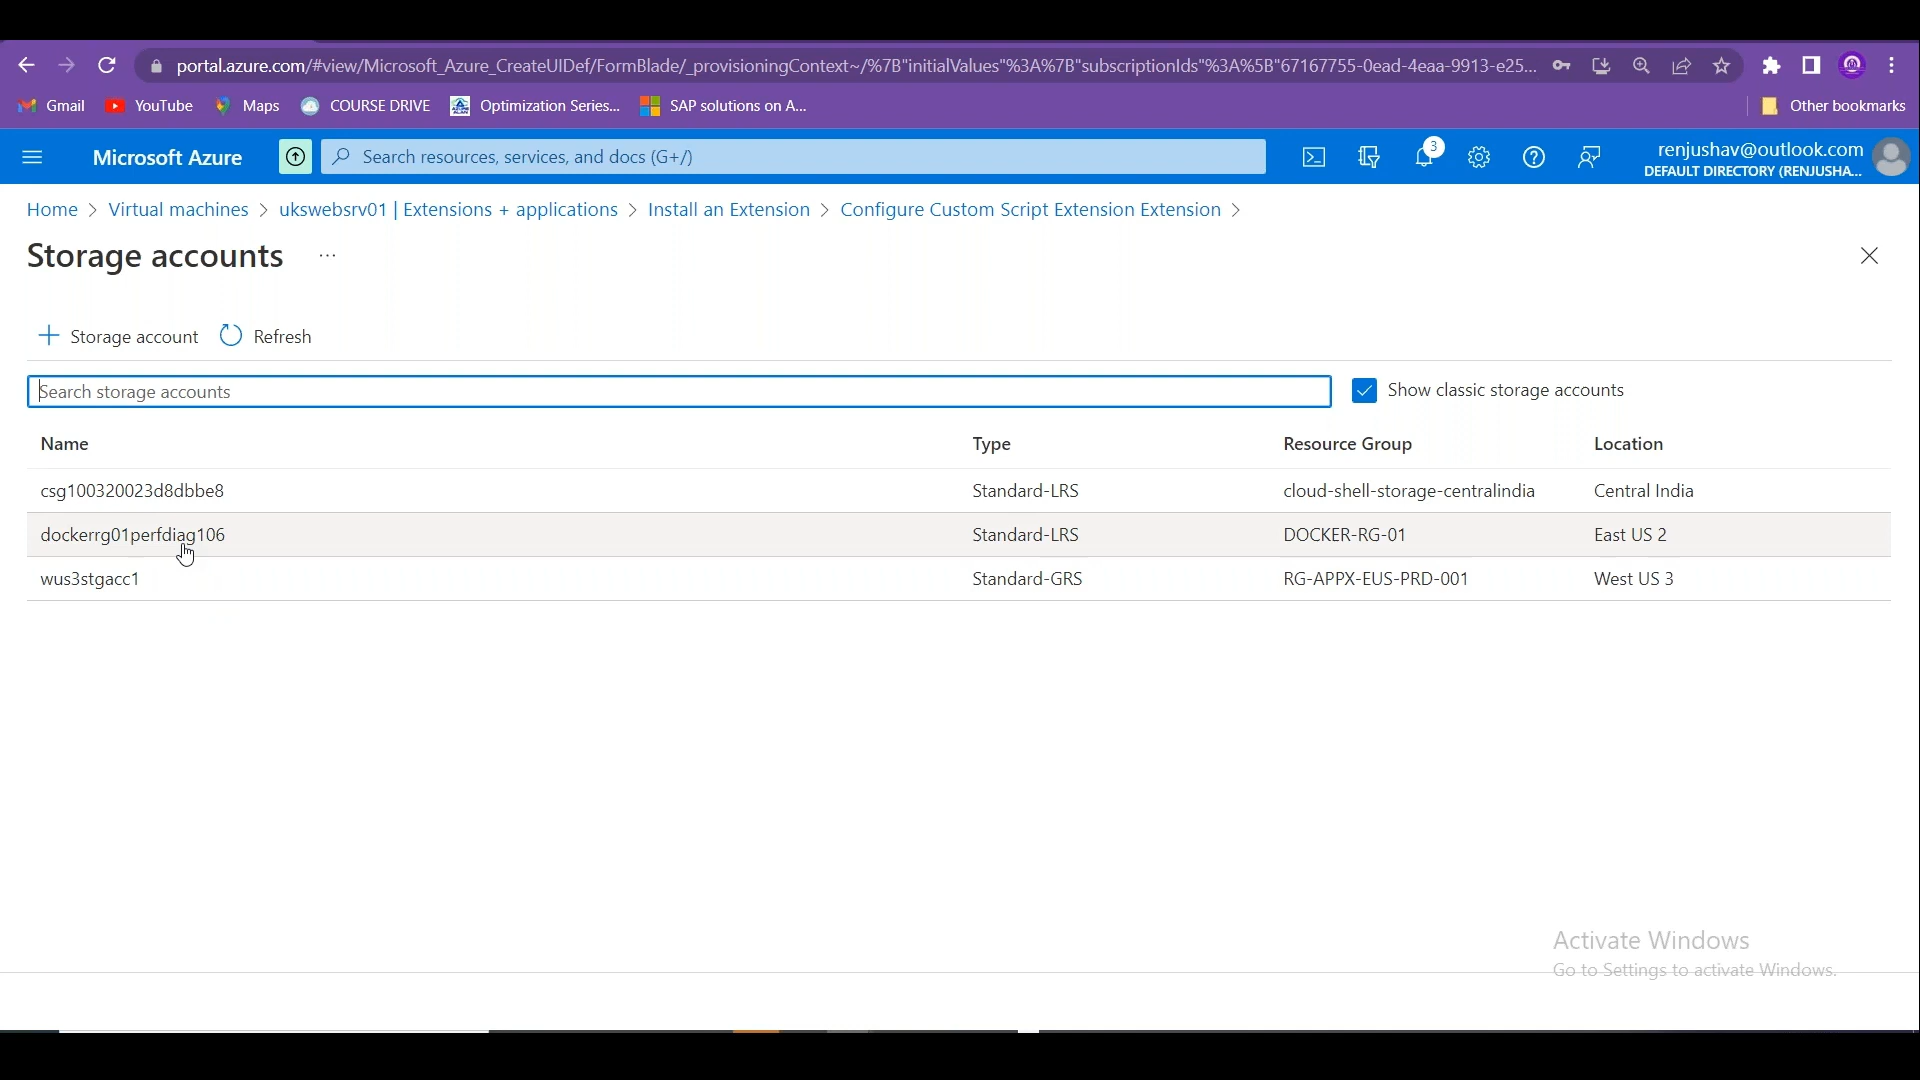 portal.azure.com/#view/Microsoft_Azure_CreateUIDef/FormBlade/_provisioningContext~/%7B"initialValues"%3A%7B"subscriptionIds"%3A%5B"67167755-0ead-4eaa-9913-e25...
Gmail YouTube Maps COURSE DRIVE Optimization Series... SAP solutions on A... Other bookmarks
Microsoft Azure Search resources, services, and docs (G+/) 3 renjushav@outlook.com
DEFAULT DIRECTORY (RENJUSHA...
Home > Virtual machines > ukswebsrv01 | Extensions + applications > Install an Extension > Configure Custom Script Extension Extension >
Storage accounts ...
+ Storage account Refresh
Search storage accounts Show classic storage accounts
Name Type Resource Group Location
csg100320023d8dbbe8 Standard-LRS cloud-shell-storage-centralindia Central India
dockerrg01perfdiag106 Standard-LRS DOCKER-RG-01 East US 2
wus3stgacc1 Standard-GRS RG-APPX-EUS-PRD-001 West US 3
Activate Windows
Go to Settings to activate Windows.